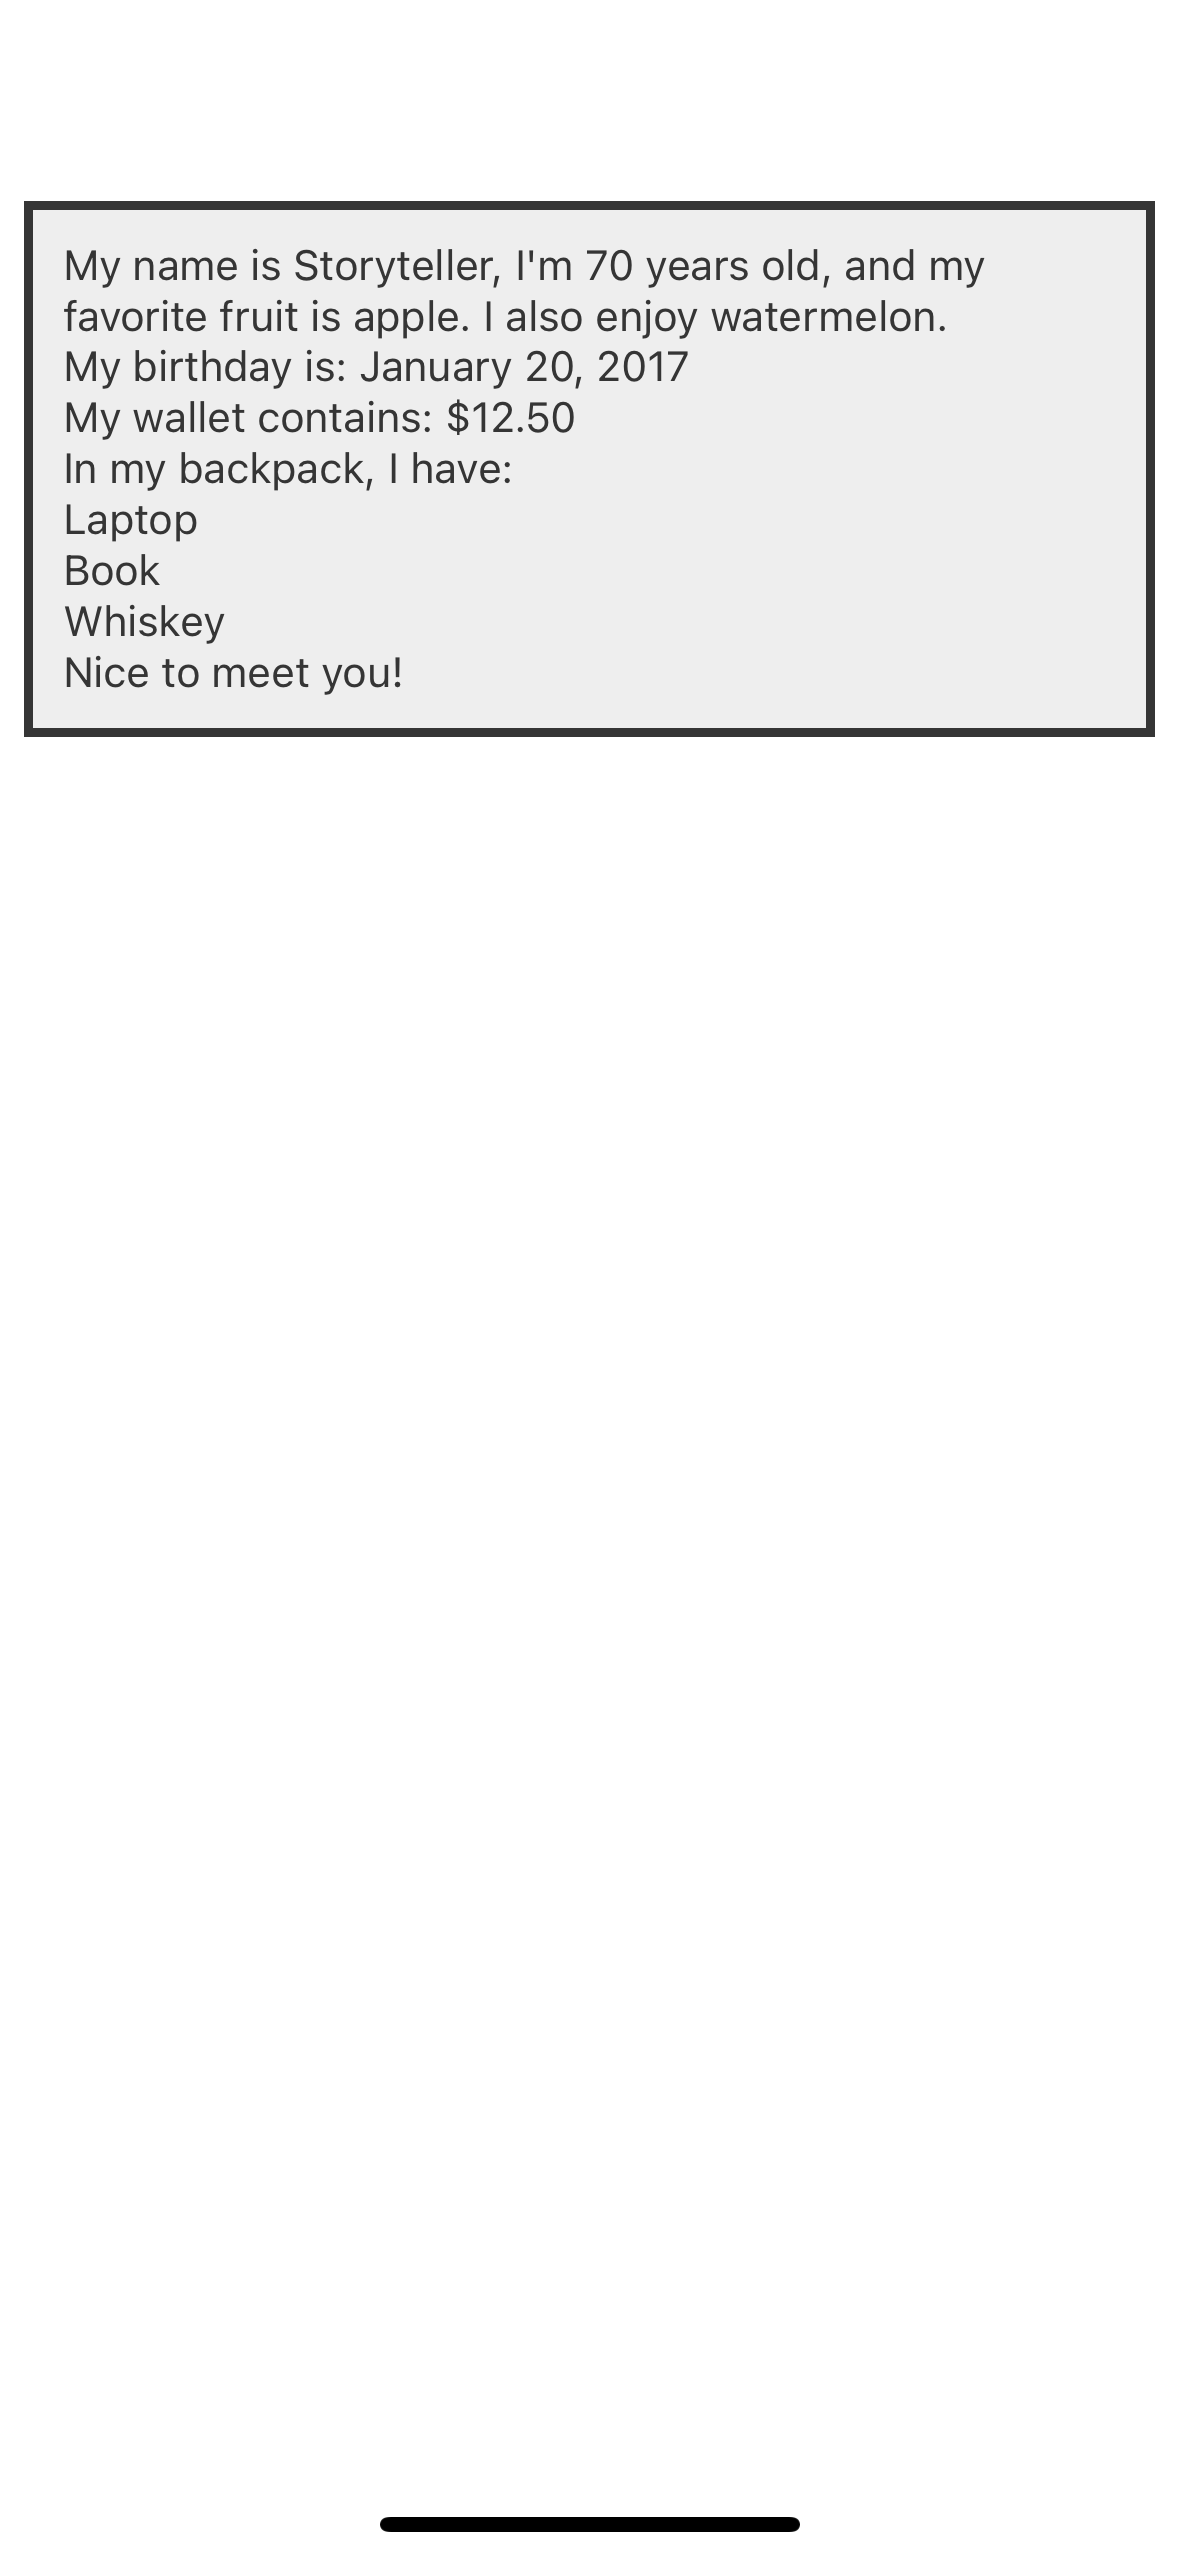 My name is Storyteller, I'm 70 years old, and my
favorite fruit is apple. I also enjoy watermelon.
My birthday is: January 20, 2017
My wallet contains: $12.50
In my backpack, I have:
Laptop
Book
Whiskey
Nice to meet you!